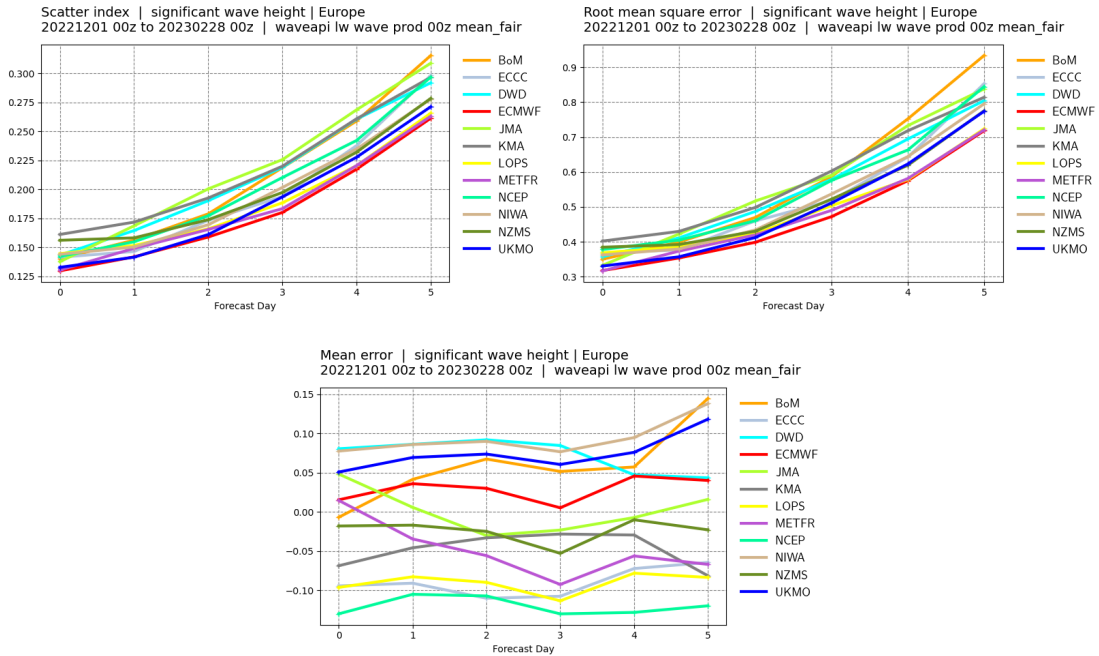 Scatter index | significant wave height | Europe
20221201 00z to 20230228 00z | waveapi lw wave prod 00z mean_fair
0.300
0.275
0.250
0.225
0.200
0.175
0.150
0.125
0 1 2 3 4 5
Forecast Day
BoM
ECCC
DWD
ECMWF
JMA
KMA
LOPS
METFR
NCEP
NIWA
NZMS
UKMO
Root mean square error | significant wave height | Europe
20221201 00z to 20230228 00z | waveapi lw wave prod 00z mean_fair
0.9
0.8
0.7
0.6
0.5
0.4
0.3
0 1 2 3 4 5
Forecast Day
BoM
ECCC
DWD
ECMWF
JMA
KMA
LOPS
METFR
NCEP
NIWA
NZMS
UKMO
Mean error | significant wave height | Europe
20221201 00z to 20230228 00z | waveapi lw wave prod 00z mean_fair
0.15
0.10
0.05
0.00
−0.05
−0.10
0 1 2 3 4 5
Forecast Day
BoM
ECCC
DWD
ECMWF
JMA
KMA
LOPS
METFR
NCEP
NIWA
NZMS
UKMO